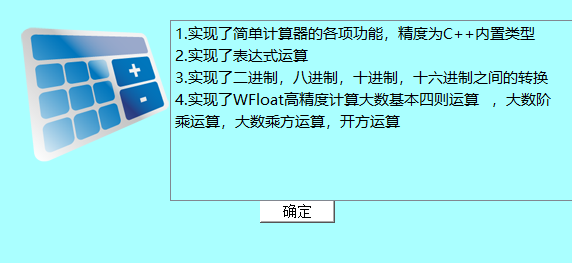 1.实现了简单计算器的各项功能，精度为C++内置类型
2.实现了表达式运算
3.实现了二进制，八进制，十进制，十六进制之间的转换
4.实现了WFloat高精度计算大数基本四则运算 ，大数阶
乘运算，大数乘方运算，开方运算
+
-
确定